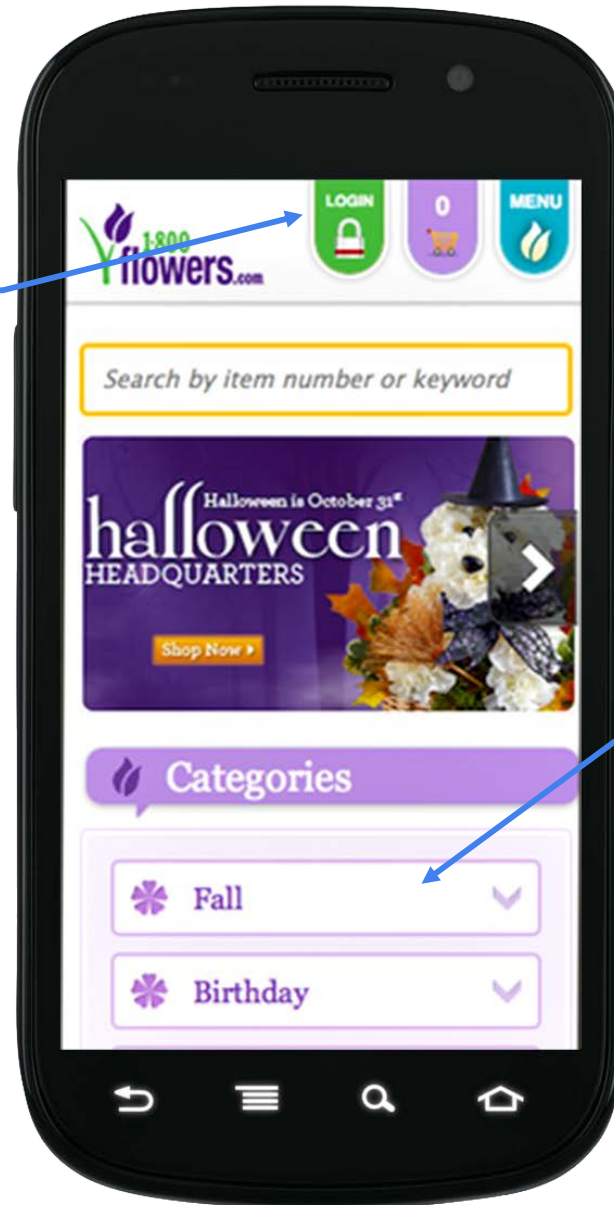 1-800
flowers.com
LOGIN
0
MENU
Search by item number or keyword
Halloween is October 31st
halloween
HEADQUARTERS
Shop Now
Categories
Fall
Birthday